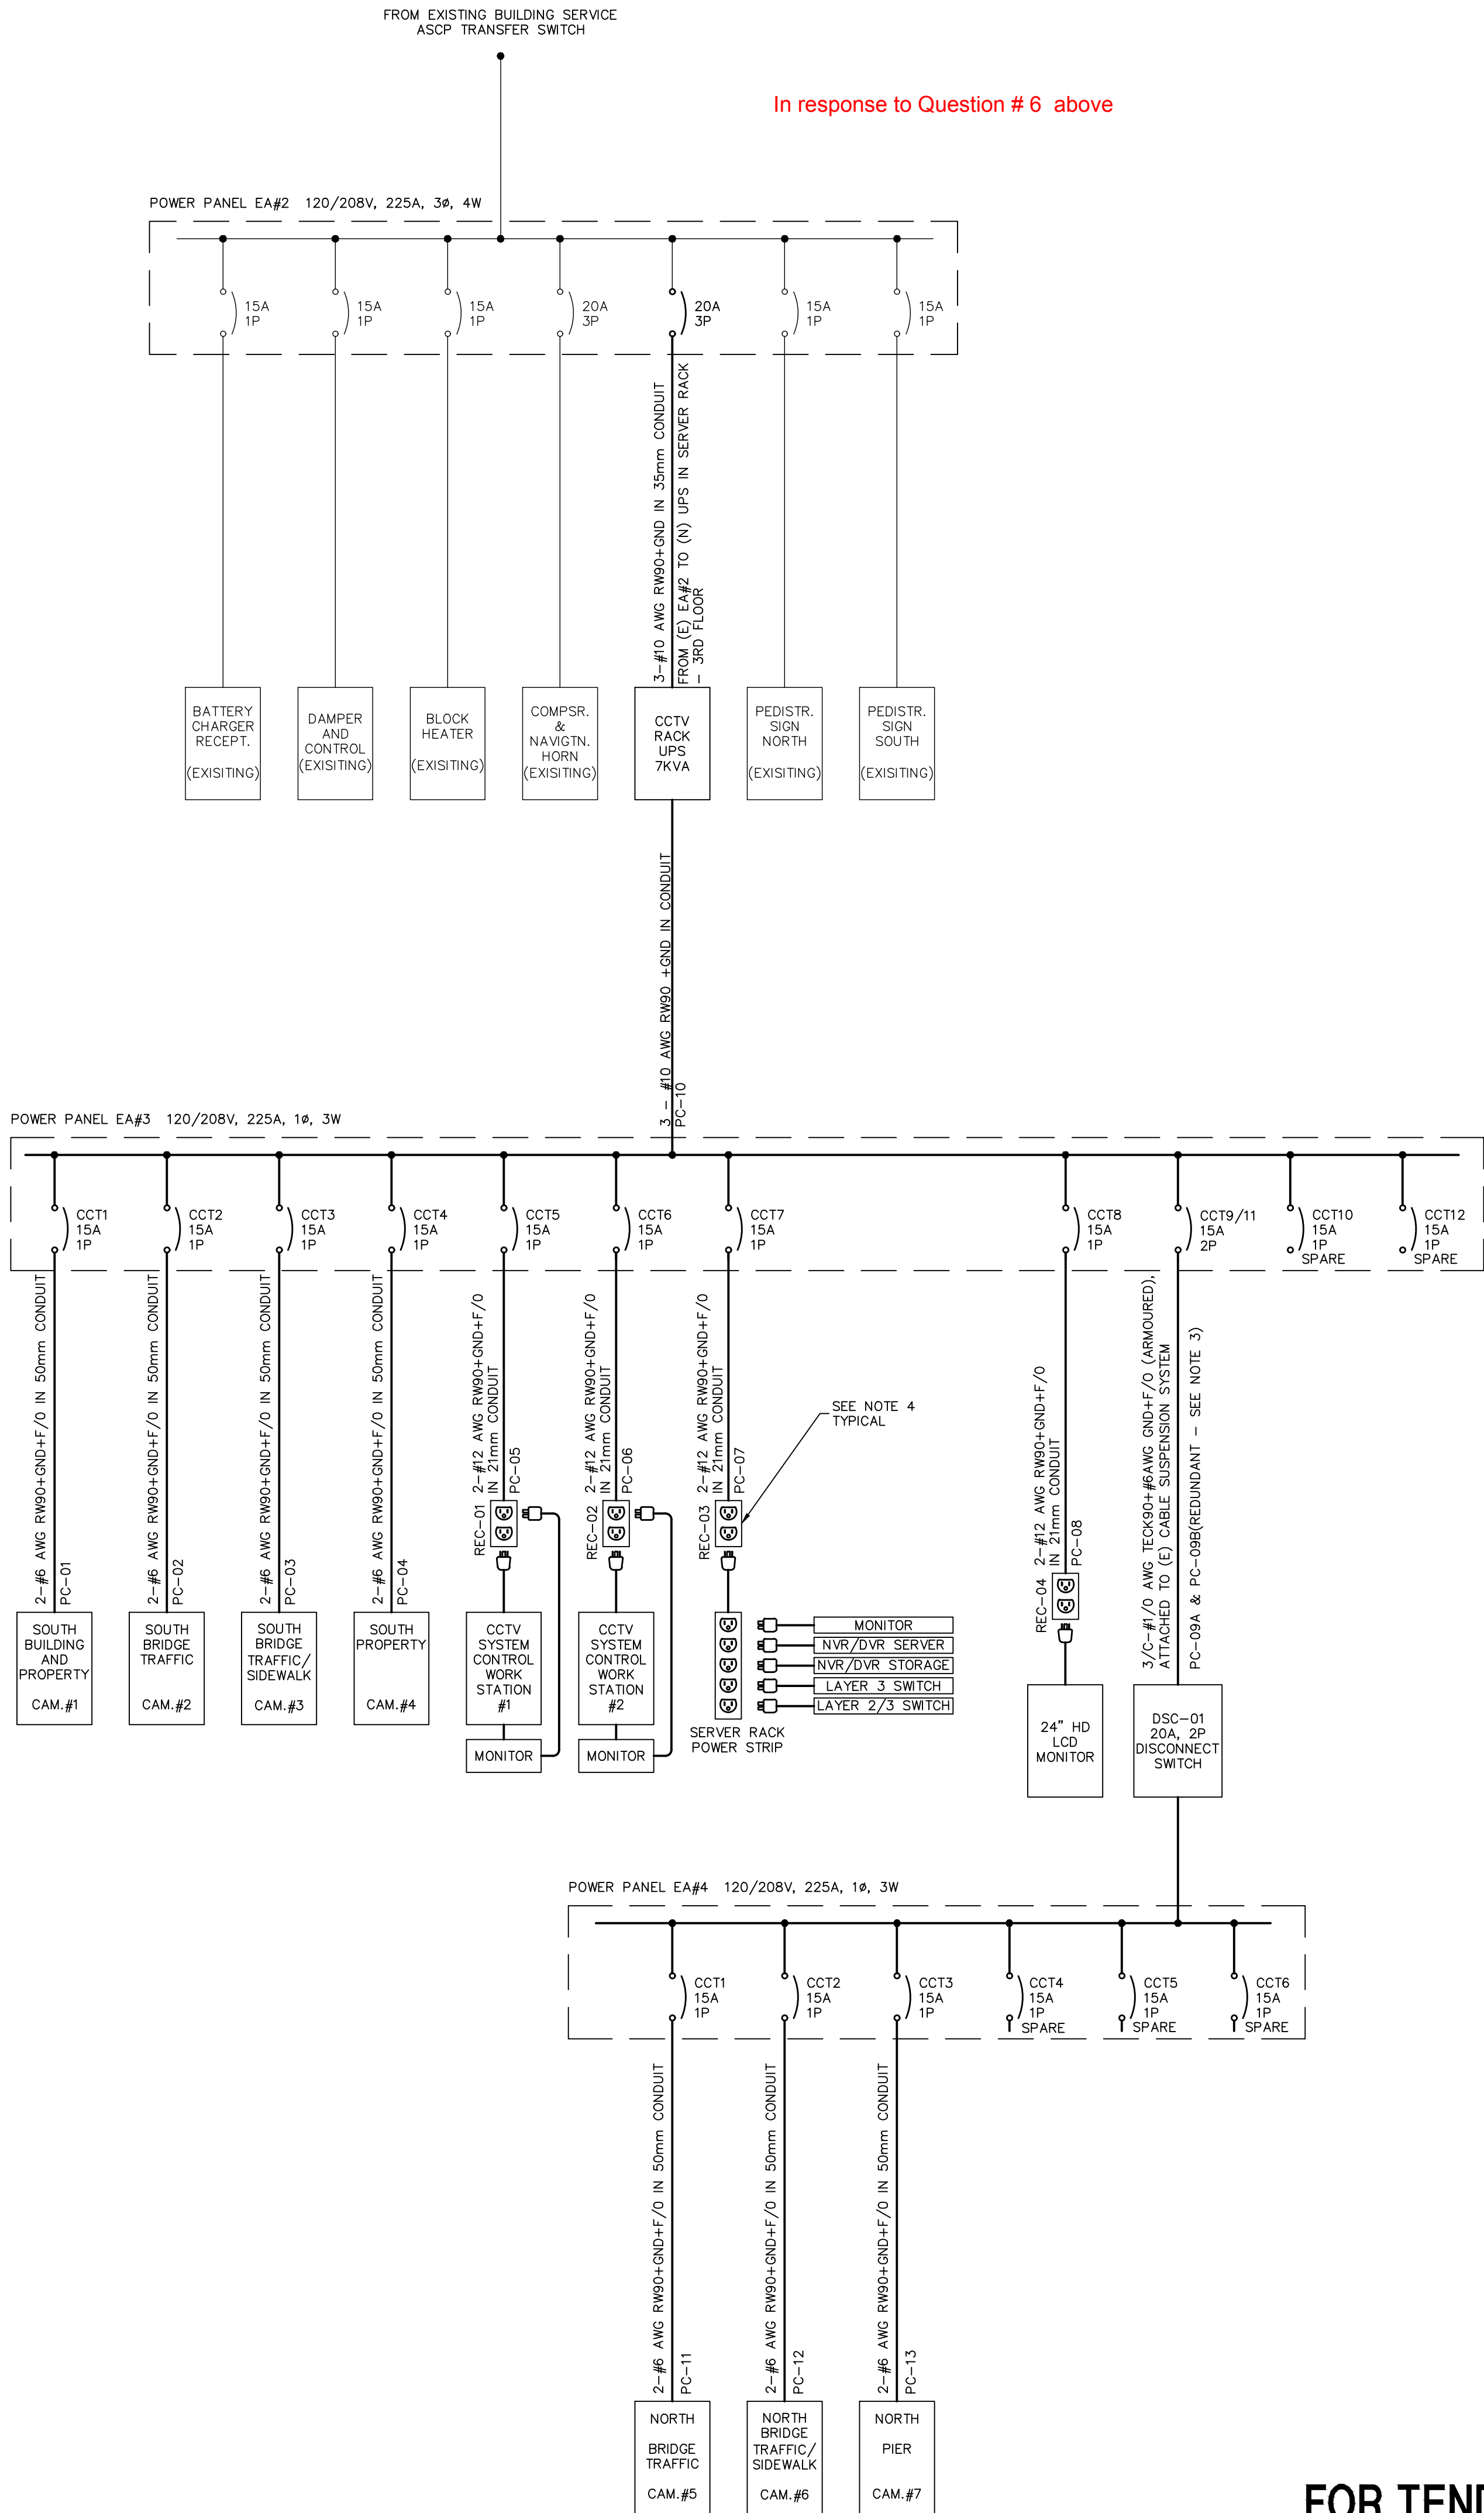 FROM EXISTING BUILDING SERVICE
ASCP TRANSFER SWITCH
In response to Question # 6 above
POWER PANEL EA#2 120/208V, 225A, 3ø, 4W
15A
1P
15A
1P
15A
1P
20A
3P
20A
3P
15A
1P
15A
1P
3-#10 AWG RW90+GND IN 35mm CONDUIT
FROM (E) EA#2 TO (N) UPS IN SERVER RACK
- 3RD FLOOR
BATTERY
CHARGER
RECEPT.
(EXISITING)
DAMPER
AND
CONTROL
(EXISITING)
BLOCK
HEATER
(EXISITING)
COMPSR.
&
NAVIGTN.
HORN
(EXISITING)
CCTV
RACK
UPS
7KVA
PEDISTR.
SIGN
NORTH
(EXISITING)
PEDISTR.
SIGN
SOUTH
(EXISITING)
3 - #10 AWG RW90 +GND IN CONDUIT
PC-10
POWER PANEL EA#3 120/208V, 225A, 1ø, 3W
CCT1
15A
1P
CCT2
15A
1P
CCT3
15A
1P
CCT4
15A
1P
CCT5
15A
1P
CCT6
15A
1P
CCT7
15A
1P
CCT8
15A
1P
CCT9/11
15A
2P
CCT10
15A
1P
SPARE
CCT12
15A
1P
SPARE
2-#6 AWG RW90+GND+F/O IN 50mm CONDUIT
PC-01
2-#6 AWG RW90+GND+F/O IN 50mm CONDUIT
PC-02
2-#6 AWG RW90+GND+F/O IN 50mm CONDUIT
PC-03
2-#6 AWG RW90+GND+F/O IN 50mm CONDUIT
PC-04
REC-01 2-#12 AWG RW90+GND+F/O
IN 21mm CONDUIT
PC-05
REC-02 2-#12 AWG RW90+GND+F/O
IN 21mm CONDUIT
PC-06
REC-03 2-#12 AWG RW90+GND+F/O
IN 21mm CONDUIT
PC-07
SEE NOTE 4
TYPICAL
REC-04 2-#12 AWG RW90+GND+F/O
IN 21mm CONDUIT
PC-08
3/C-#1/0 AWG TECK90+#6AWG GND+F/O (ARMOURED),
ATTACHED TO (E) CABLE SUSPENSION SYSTEM
PC-09A & PC-09B(REDUNDANT - SEE NOTE 3)
SOUTH
BUILDING
AND
PROPERTY
CAM.#1
SOUTH
BRIDGE
TRAFFIC
CAM.#2
SOUTH
BRIDGE
TRAFFIC/
SIDEWALK
CAM.#3
SOUTH
PROPERTY
CAM.#4
CCTV
SYSTEM
CONTROL
WORK
STATION
#1
MONITOR
CCTV
SYSTEM
CONTROL
WORK
STATION
#2
MONITOR
MONITOR
NVR/DVR SERVER
NVR/DVR STORAGE
LAYER 3 SWITCH
LAYER 2/3 SWITCH
SERVER RACK
POWER STRIP
24" HD
LCD
MONITOR
DSC-01
20A, 2P
DISCONNECT
SWITCH
POWER PANEL EA#4 120/208V, 225A, 1ø, 3W
CCT1
15A
1P
CCT2
15A
1P
CCT3
15A
1P
CCT4
15A
1P
SPARE
CCT5
15A
1P
SPARE
CCT6
15A
1P
SPARE
2-#6 AWG RW90+GND+F/O IN 50mm CONDUIT
PC-11
2-#6 AWG RW90+GND+F/O IN 50mm CONDUIT
PC-12
2-#6 AWG RW90+GND+F/O IN 50mm CONDUIT
PC-13
NORTH
BRIDGE
TRAFFIC
CAM.#5
NORTH
BRIDGE
TRAFFIC/
SIDEWALK
CAM.#6
NORTH
PIER
CAM.#7
FOR